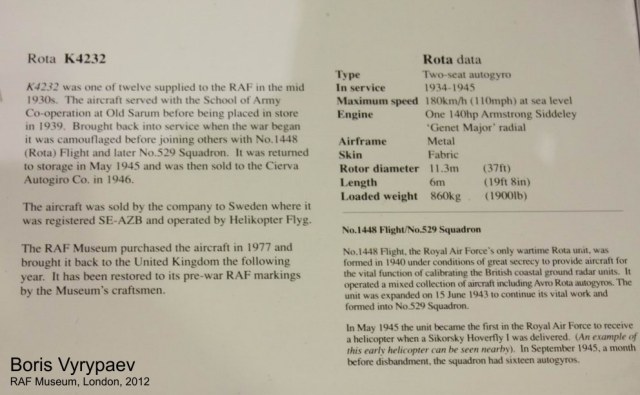 Rota K4232
K4232 was one of twelve supplied to the RAF in the mid
1930s. The aircraft served with the School of Army
Co-operation at Old Sarum before being placed in store
in 1939. Brought back into service when the war began
it was camouflaged before joining others with No.1448
(Rota) Flight and later No.529 Squadron. It was returned
to storage in May 1945 and was then sold to the Cierva
Autogiro Co. in 1946.
The aircraft was sold by the company to Sweden where it
was registered SE-AZB and operated by Helikopter Flyg.
The RAF Museum purchased the aircraft in 1977 and
brought it back to the United Kingdom the following
year. It has been restored to its pre-war RAF markings
by the Museum's craftsmen.
Rota data
Type Two-seat autogyro
In service 1934-1945
Maximum speed 180km/h (110mph) at sea level
Engine One 140hp Armstrong Siddeley
'Genet Major' radial
Airframe Metal
Skin Fabric
Rotor diameter 11.3m (37ft)
Length 6m (19ft 8in)
Loaded weight 860kg (1900lb)
No.1448 Flight/No.529 Squadron
No.1448 Flight, the Royal Air Force's only wartime Rota unit, was
formed in 1940 under conditions of great secrecy to provide aircraft for
the vital function of calibrating the British coastal ground radar units. It
operated a mixed collection of aircraft including Avro Rota autogyros. The
unit was expanded on 15 June 1943 to continue its vital work and
formed into No.529 Squadron.
In May 1945 the unit became the first in the Royal Air Force to receive
a helicopter when a Sikorsky Hoverfly I was delivered. (An example of
this early helicopter can be seen nearby). In September 1945, a month
before disbandment, the squadron had sixteen autogyros.
Boris Vyrypaev
RAF Museum, London, 2012